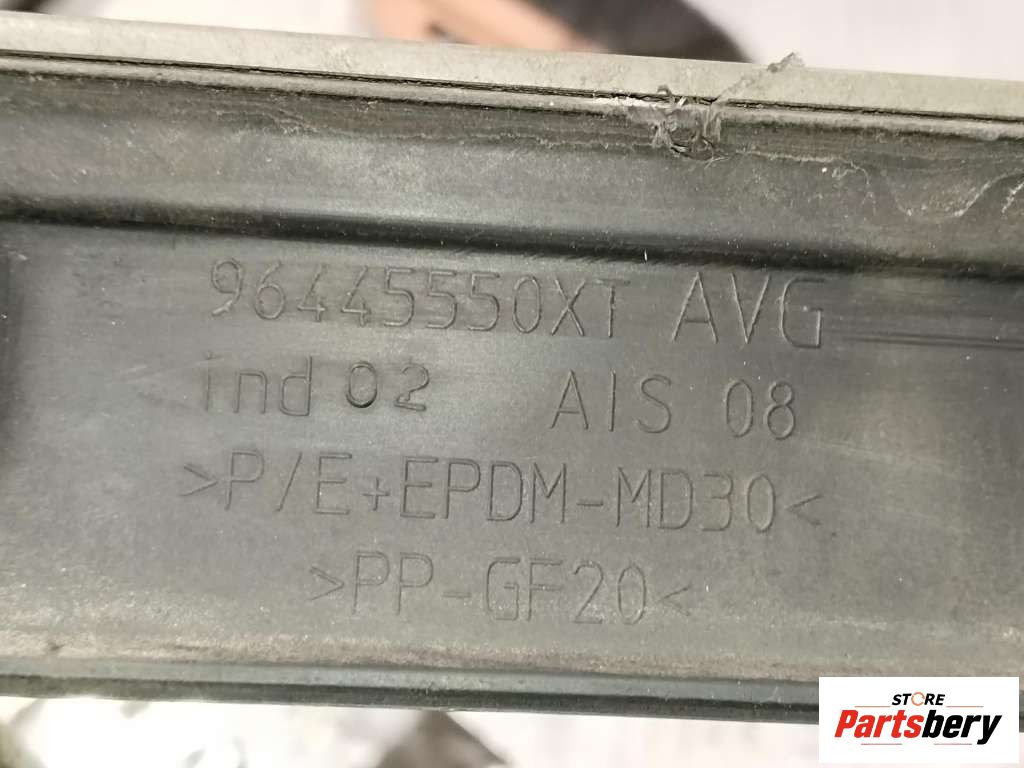 96445550XT AVG
ind 02 AIS 08
>P/E+EPDM-MD30<
>PP-GF20<
STORE
Partsbery